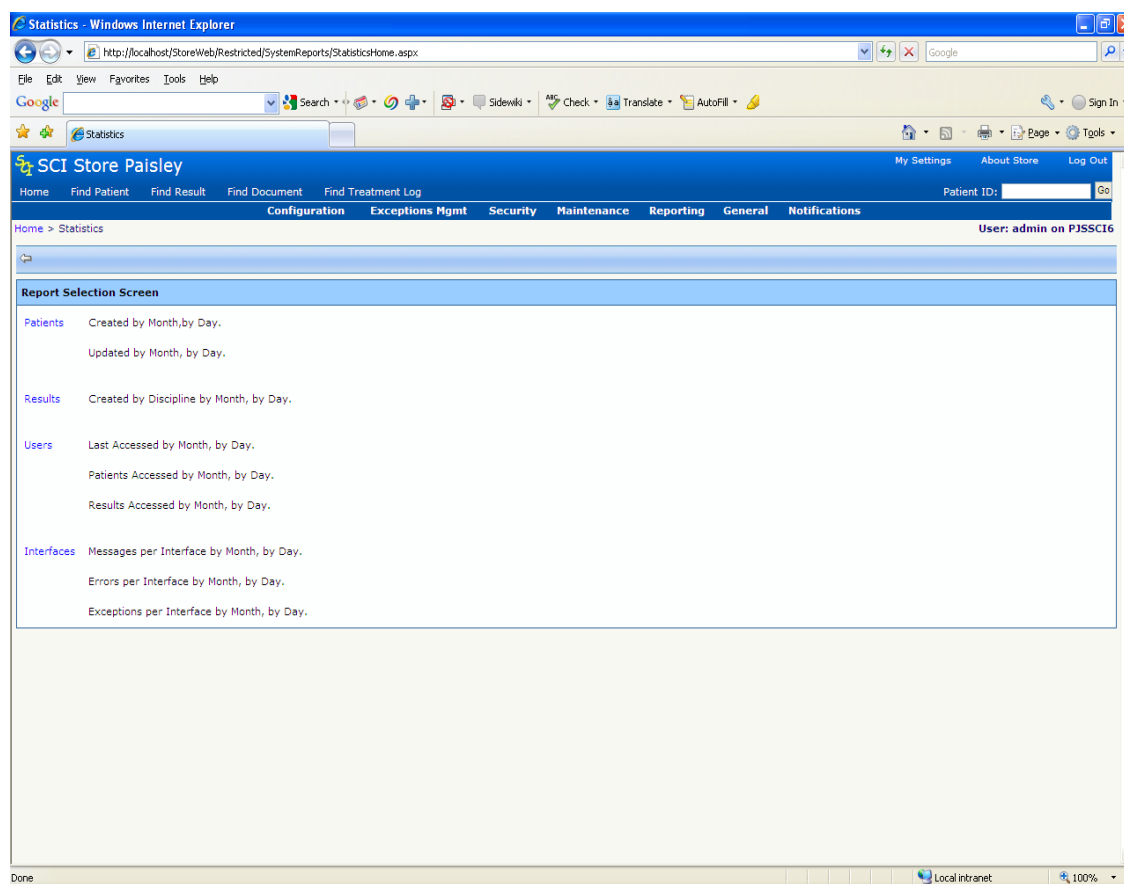 Statistics - Windows Internet Explorer
http://localhost/StoreWeb/Restricted/SystemReports/StatisticsHome.aspx
Google
File Edit View Favorites Tools Help
Google Search Sidewiki ABC Check aa Translate AutoFill Sign In
Statistics Page Tools
SCI Store Paisley My Settings About Store Log Out
Home Find Patient Find Result Find Document Find Treatment Log Patient ID: Go
Configuration Exceptions Mgmt Security Maintenance Reporting General Notifications
Home > Statistics User: admin on PJSSCI6
Report Selection Screen
Patients Created by Month,by Day.
Updated by Month, by Day.
Results Created by Discipline by Month, by Day.
Users Last Accessed by Month, by Day.
Patients Accessed by Month, by Day.
Results Accessed by Month, by Day.
Interfaces Messages per Interface by Month, by Day.
Errors per Interface by Month, by Day.
Exceptions per Interface by Month, by Day.
Done Local intranet 100%